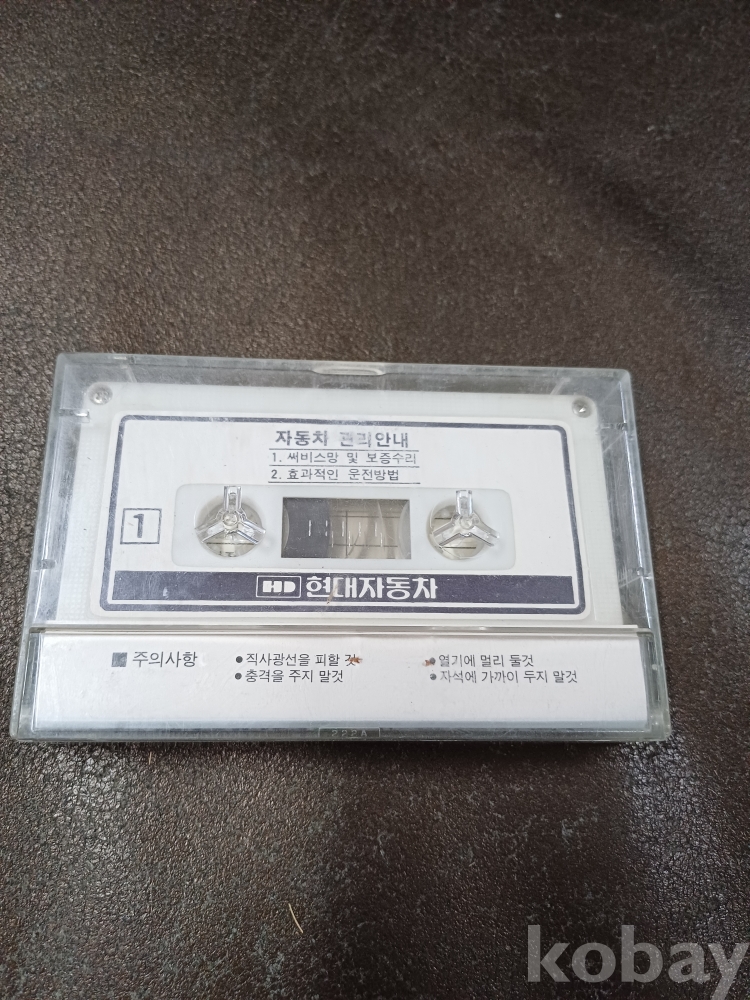 자동차 관리안내
1. 써비스망 및 보증수리
2. 효과적인 운전방법
1
HD 현대자동차
■ 주의사항
● 직사광선을 피할 것
● 열기에 멀리 둘것
● 충격을 주지 말것
● 자석에 가까이 두지 말것
222A
kobay